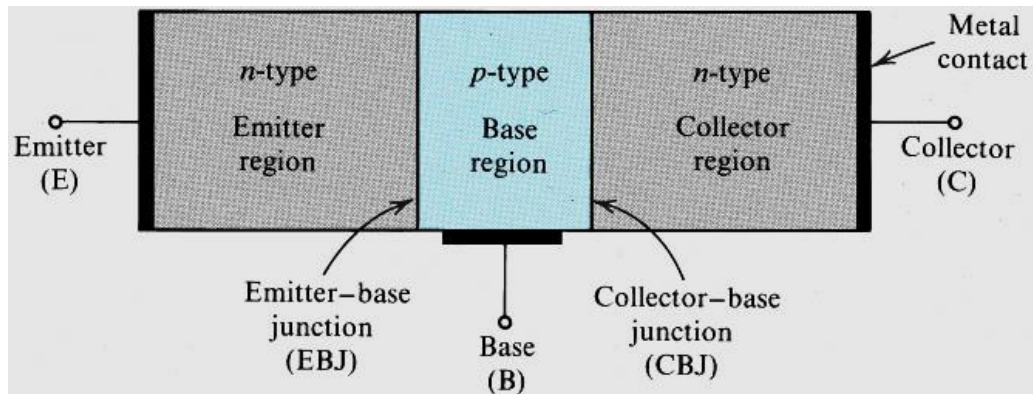 n-type
Emitter
region
p-type
Base
region
n-type
Collector
region
Metal
contact
Emitter
(E)
Collector
(C)
Emitter–base
junction
(EBJ)
Base
(B)
Collector–base
junction
(CBJ)